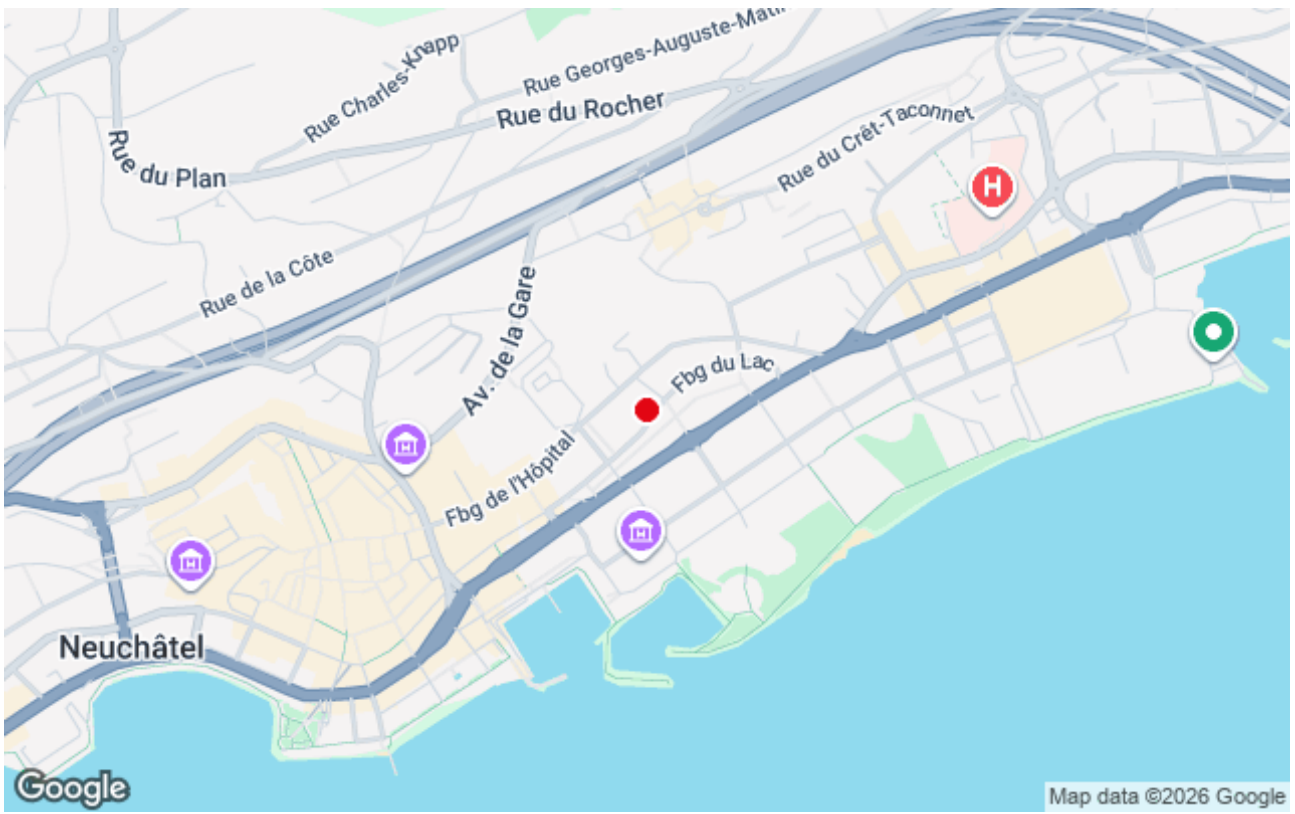 Rue Charles-Knapp
Rue Georges-Auguste-Mati
Rue du Rocher
Rue du Plan
Rue du Crêt-Taconnet
H
Rue de la Côte
Av. de la Gare
Fbg du Lac
Fbg de l'Hôpital
Neuchâtel
Google
Map data ©2026 Google